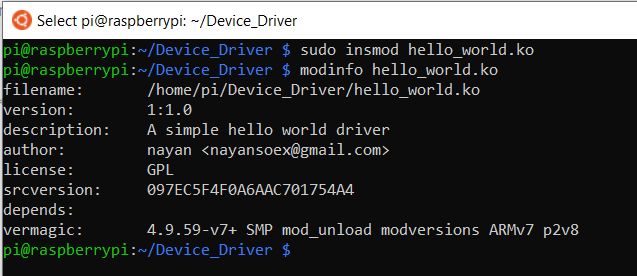 Select pi@raspberrypi: ~/Device_Driver
pi@raspberrypi:~/Device_Driver $ sudo insmod hello_world.ko
pi@raspberrypi:~/Device_Driver $ modinfo hello_world.ko
filename:       /home/pi/Device_Driver/hello_world.ko
version:        1:1.0
description:    A simple hello world driver
author:         nayan <nayansoex@gmail.com>
license:        GPL
srcversion:     097EC5F4F0A6AAC701754A4
depends:
vermagic:       4.9.59-v7+ SMP mod_unload modversions ARMv7 p2v8
pi@raspberrypi:~/Device_Driver $